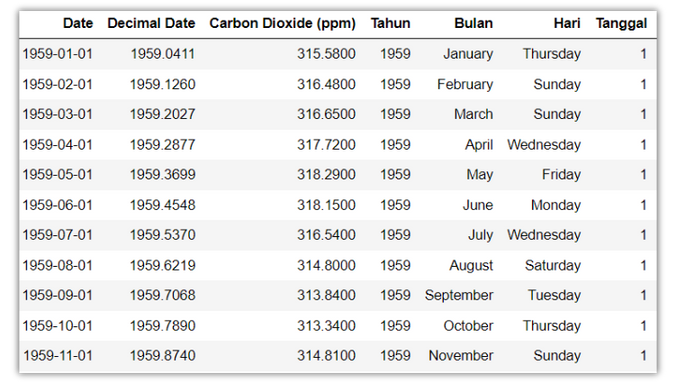 Date Decimal Date Carbon Dioxide (ppm) Tahun Bulan Hari Tanggal
1959-01-01 1959.0411 315.5800 1959 January Thursday 1
1959-02-01 1959.1260 316.4800 1959 February Sunday 1
1959-03-01 1959.2027 316.6500 1959 March Sunday 1
1959-04-01 1959.2877 317.7200 1959 April Wednesday 1
1959-05-01 1959.3699 318.2900 1959 May Friday 1
1959-06-01 1959.4548 318.1500 1959 June Monday 1
1959-07-01 1959.5370 316.5400 1959 July Wednesday 1
1959-08-01 1959.6219 314.8000 1959 August Saturday 1
1959-09-01 1959.7068 313.8400 1959 September Tuesday 1
1959-10-01 1959.7890 313.3400 1959 October Thursday 1
1959-11-01 1959.8740 314.8100 1959 November Sunday 1